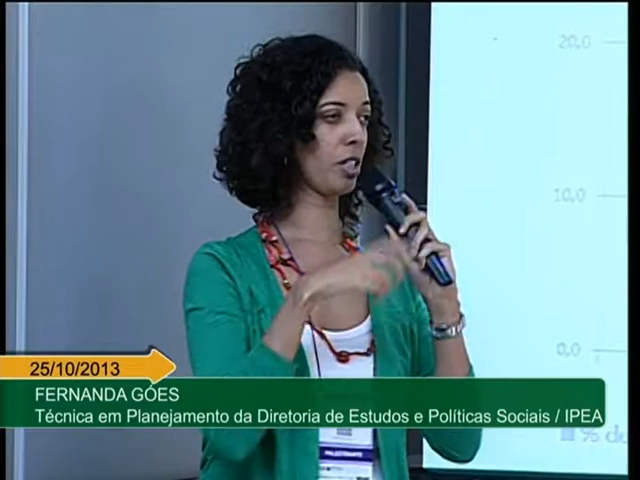 20,0
10,0
0,0
% de
25/10/2013
FERNANDA GÓES
Técnica em Planejamento da Diretoria de Estudos e Políticas Sociais / IPEA
PALESTRANTE